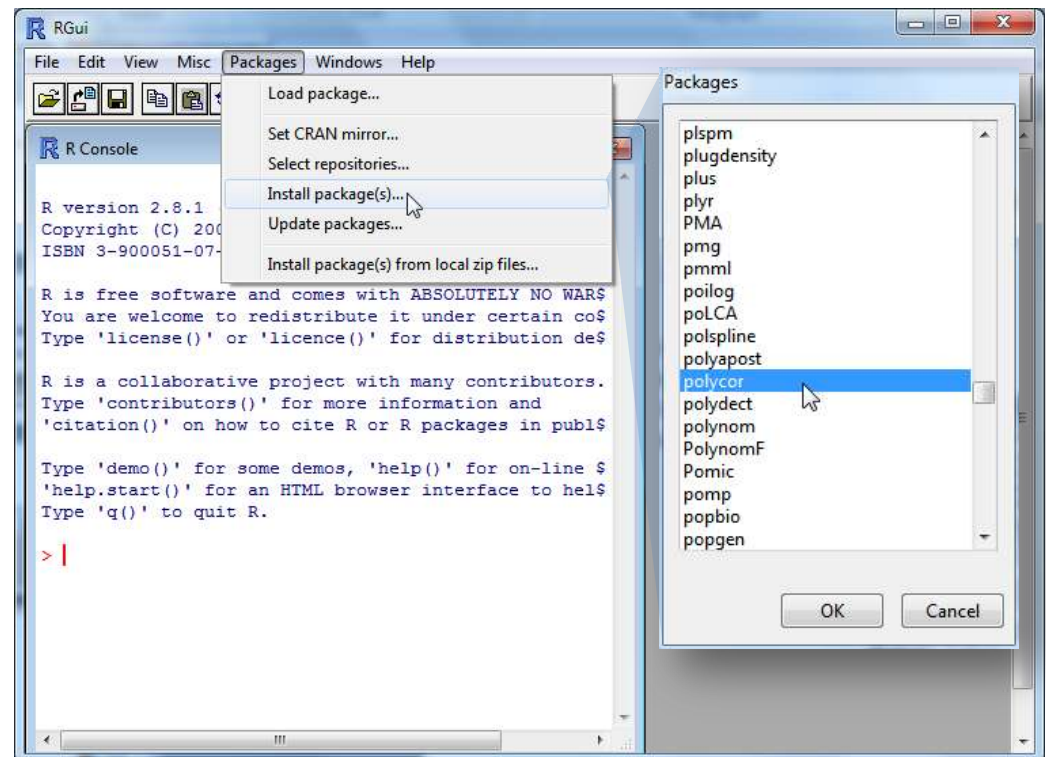 RGui
File Edit View Misc Packages Windows Help
Load package...
Set CRAN mirror...
Select repositories...
Install package(s)...
Update packages...
Install package(s) from local zip files...
R Console
R version 2.8.1
Copyright (C) 200
ISBN 3-900051-07-
R is free software and comes with ABSOLUTELY NO WAR$
You are welcome to redistribute it under certain co$
Type 'license()' or 'licence()' for distribution de$
R is a collaborative project with many contributors.
Type 'contributors()' for more information and
'citation()' on how to cite R or R packages in publ$
Type 'demo()' for some demos, 'help()' for on-line $
'help.start()' for an HTML browser interface to hel$
Type 'q()' to quit R.
>
Packages
plspm
plugdensity
plus
plyr
PMA
pmg
pmml
poilog
poLCA
polspline
polyapost
polycor
polydect
polynom
PolynomF
Pomic
pomp
popbio
popgen
OK Cancel